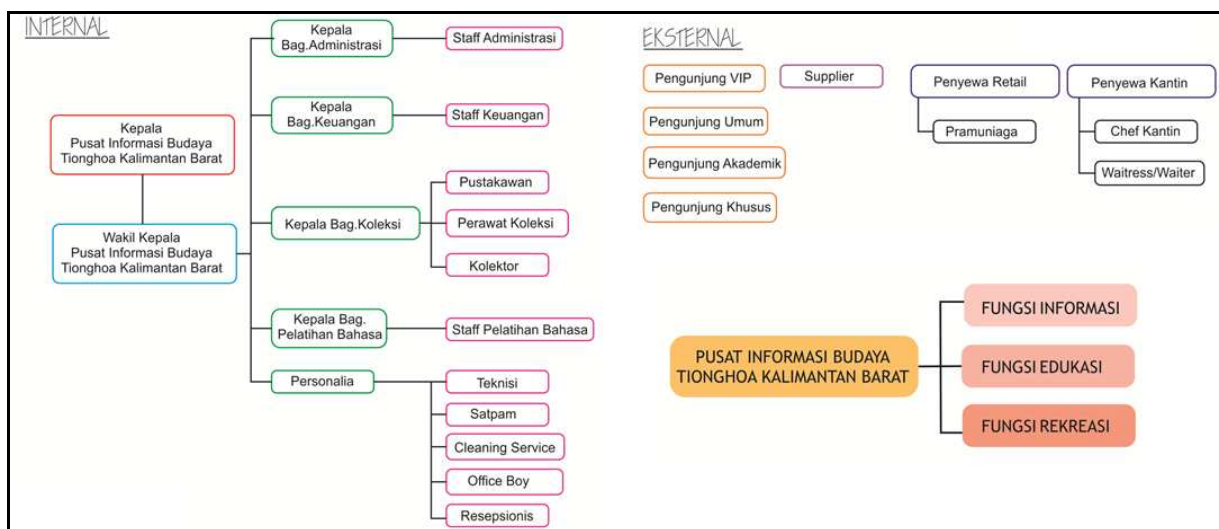 INTERNAL
Kepala
Pusat Informasi Budaya
Tionghoa Kalimantan Barat
Wakil Kepala
Pusat Informasi Budaya
Tionghoa Kalimantan Barat
Kepala
Bag.Administrasi
Staff Administrasi
Kepala
Bag.Keuangan
Staff Keuangan
Kepala Bag.Koleksi
Pustakawan
Perawat Koleksi
Kolektor
Kepala Bag.
Pelatihan Bahasa
Staff Pelatihan Bahasa
Personalia
Teknisi
Satpam
Cleaning Service
Office Boy
Resepsionis
EKSTERNAL
Pengunjung VIP
Pengunjung Umum
Pengunjung Akademik
Pengunjung Khusus
Supplier
Penyewa Retail
Pramuniaga
Penyewa Kantin
Chef Kantin
Waitress/Waiter
PUSAT INFORMASI BUDAYA
TIONGHOA KALIMANTAN BARAT
FUNGSI INFORMASI
FUNGSI EDUKASI
FUNGSI REKREASI